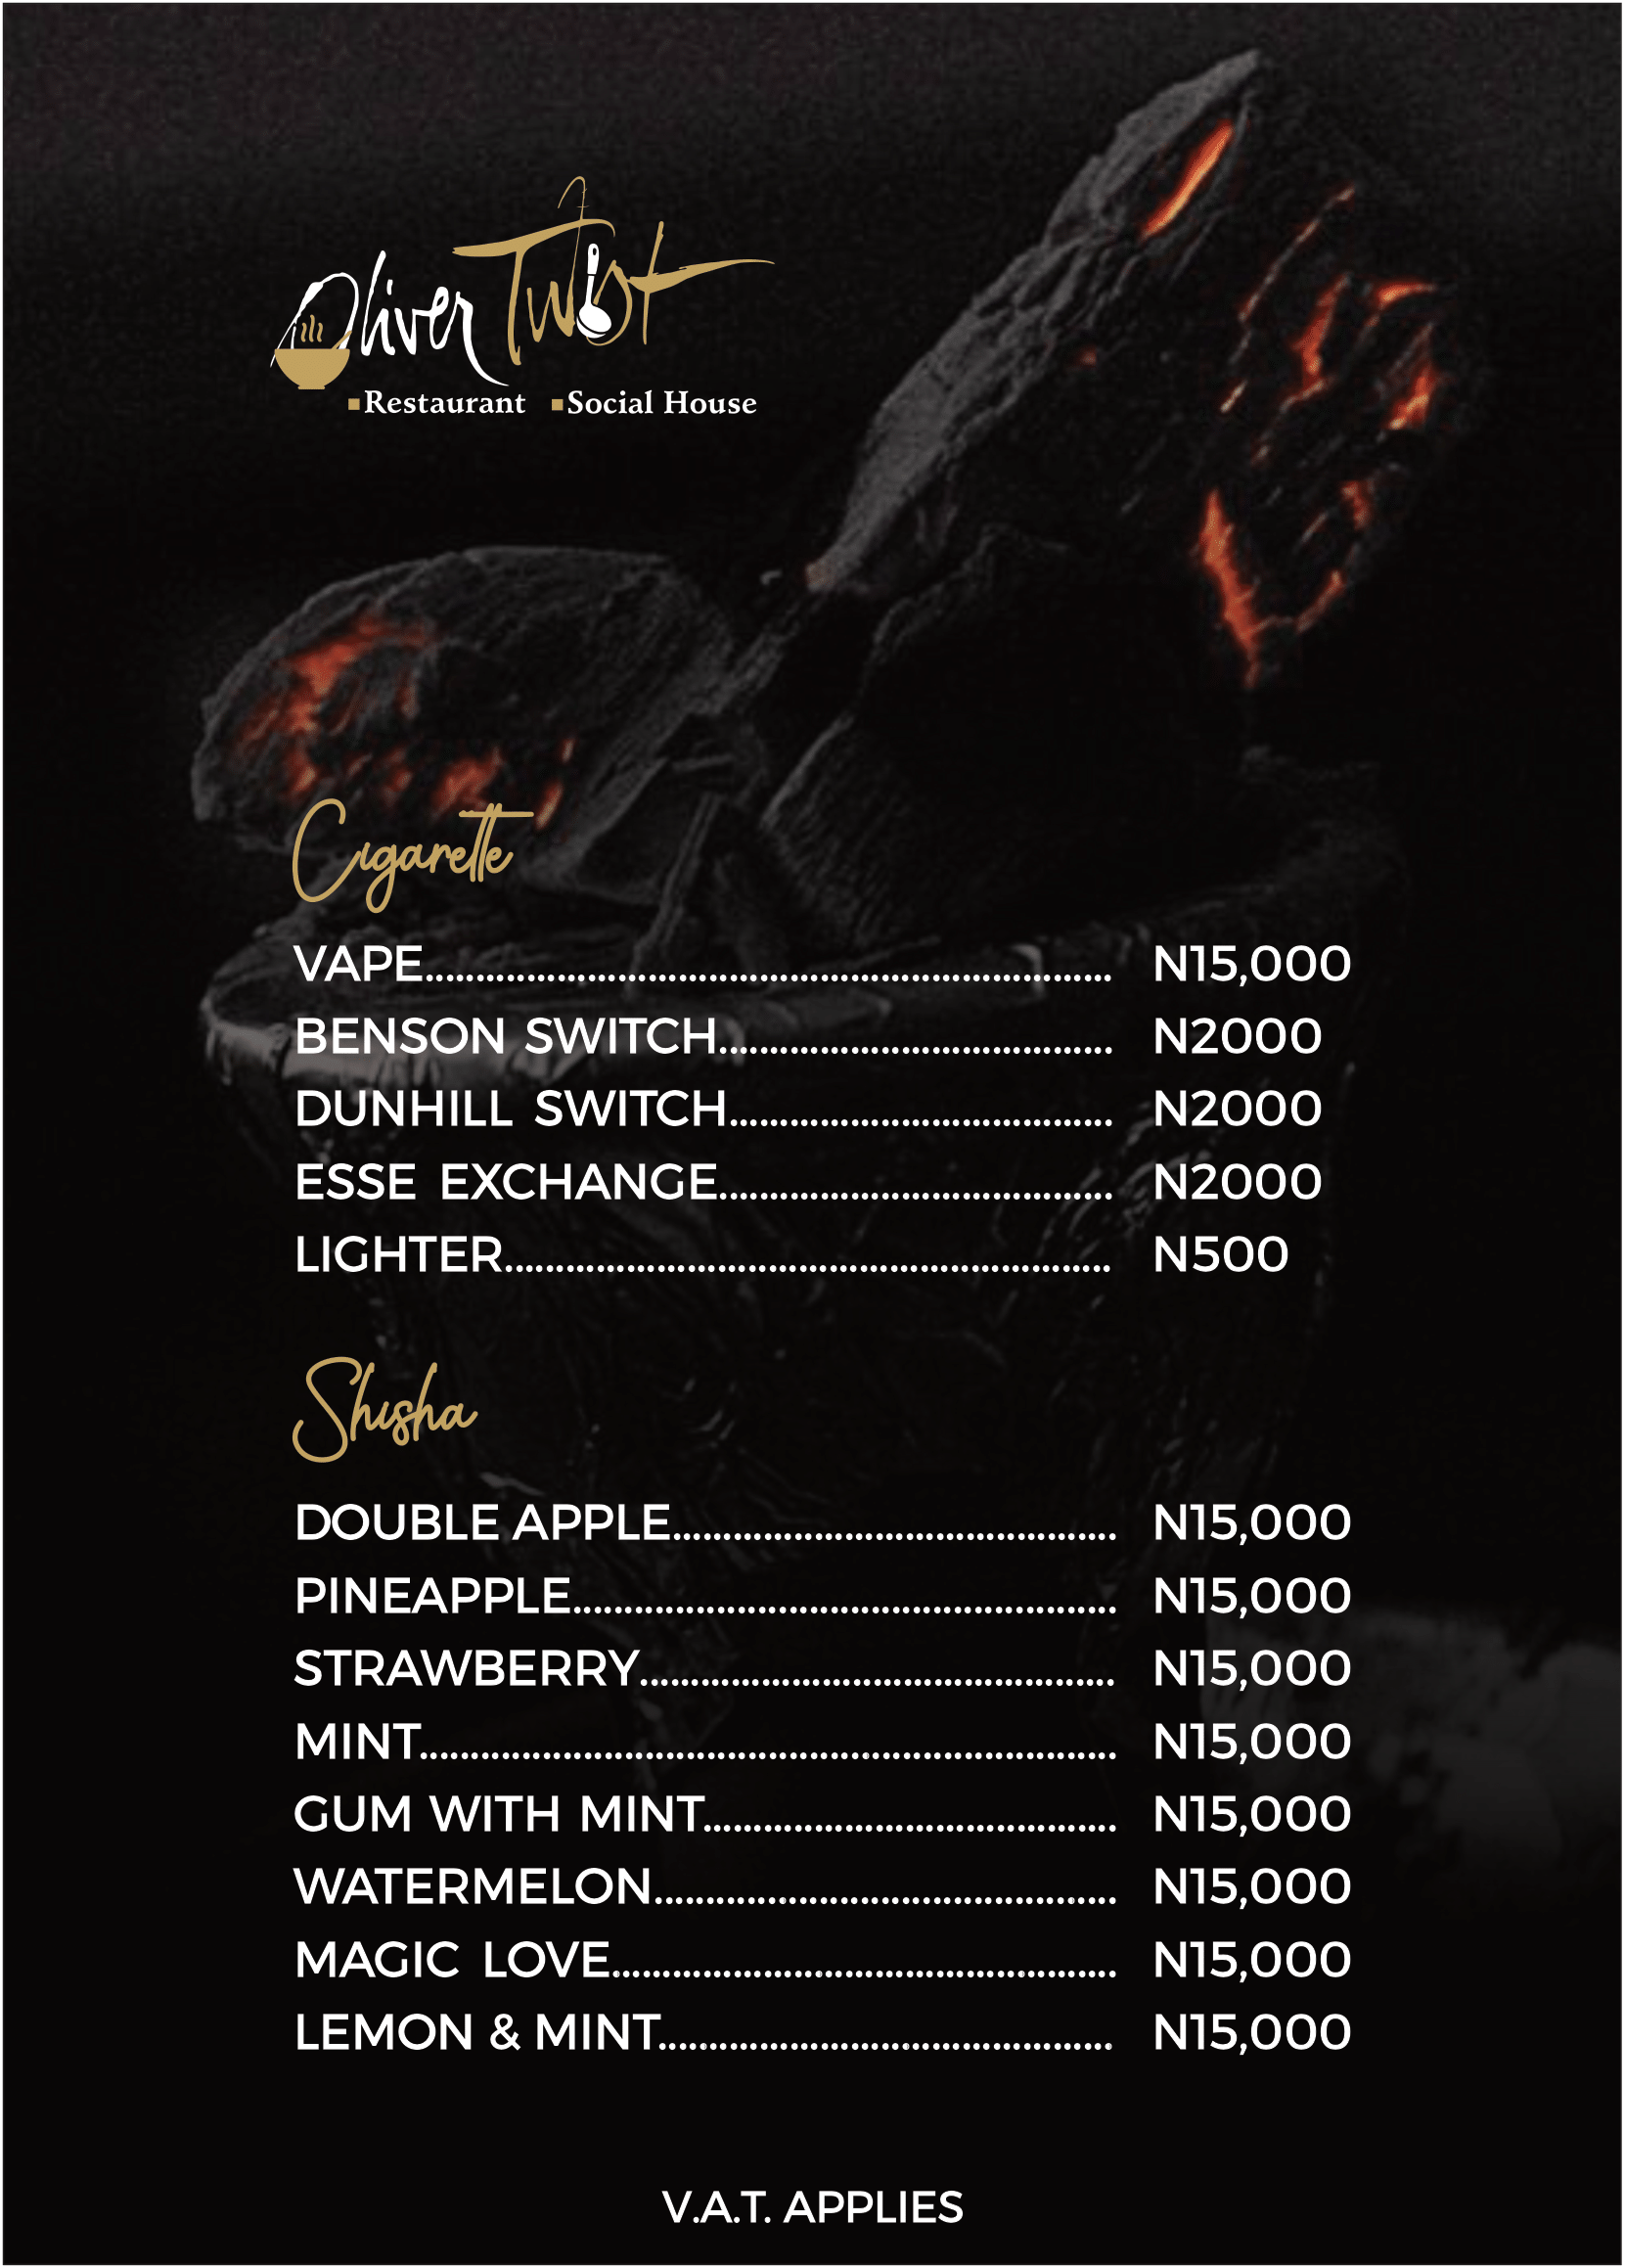 Oliver Twist
Restaurant Social House
Cigarette
VAPE N15,000
BENSON SWITCH N2000
DUNHILL SWITCH N2000
ESSE EXCHANGE N2000
LIGHTER N500
Shisha
DOUBLE APPLE N15,000
PINEAPPLE N15,000
STRAWBERRY N15,000
MINT N15,000
GUM WITH MINT N15,000
WATERMELON N15,000
MAGIC LOVE N15,000
LEMON & MINT N15,000
V.A.T. APPLIES